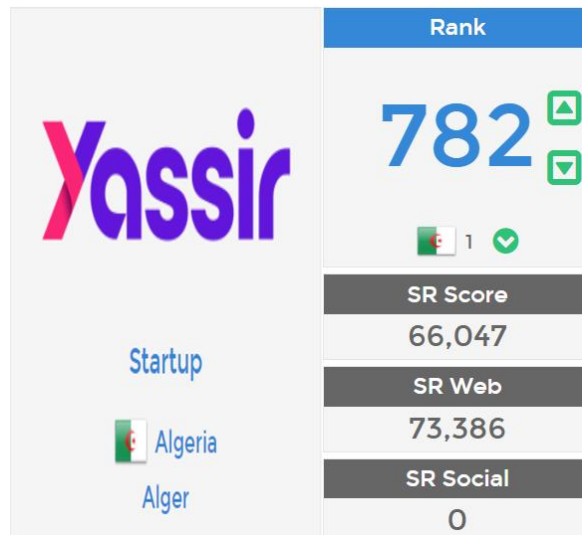 Yassir
Startup
Algeria
Alger
Rank
782
1
SR Score
66,047
SR Web
73,386
SR Social
0